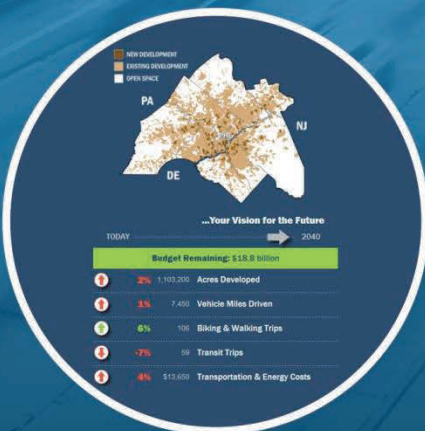 NEW DEVELOPMENT
EXISTING DEVELOPMENT
OPEN SPACE
PA
NJ
DE
...Your Vision for the Future
TODAY 2040
Budget Remaining: $18.8 billion
2% 1,103,200 Acres Developed
1% 7,450 Vehicle Miles Driven
6% 106 Biking & Walking Trips
-7% 59 Transit Trips
4% $13,650 Transportation & Energy Costs